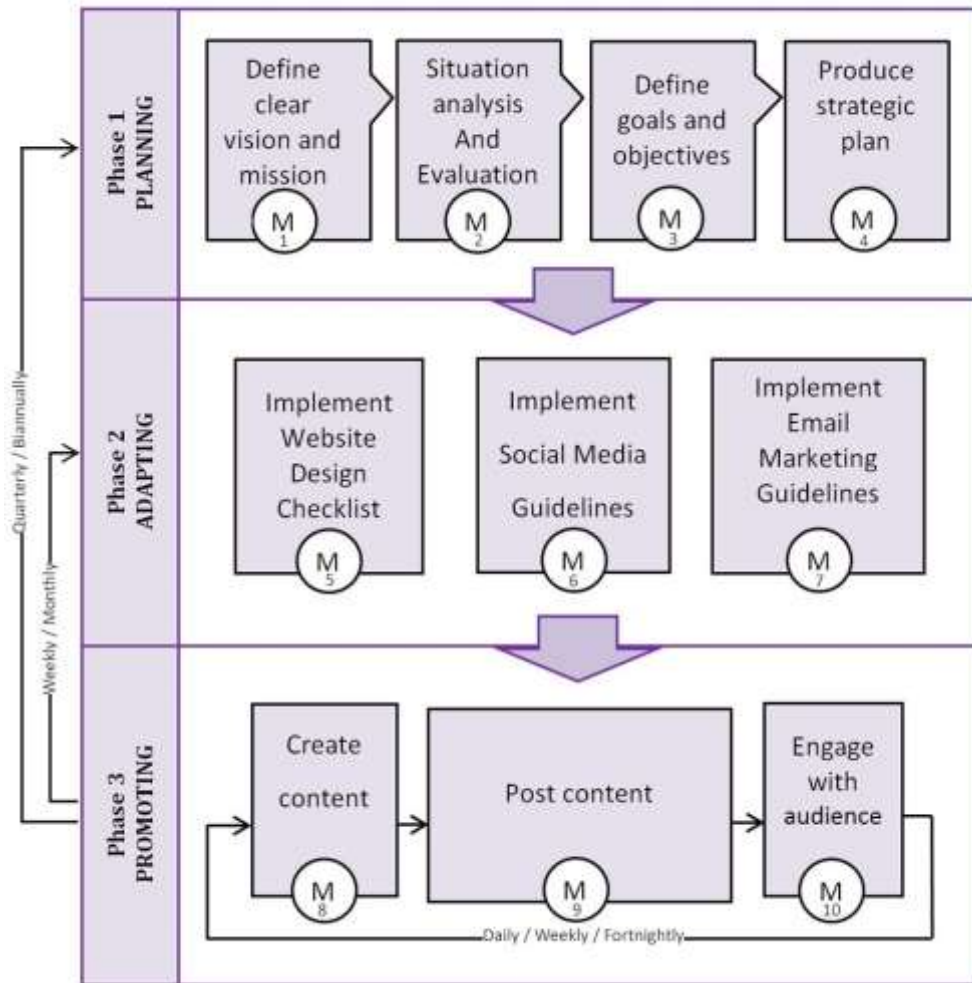 Phase 1
PLANNING
Define
clear
vision and
mission
M
1
Situation
analysis
And
Evaluation
M
2
Define
goals and
objectives
M
3
Produce
strategic
plan
M
4
Quarterly / Biannually
Weekly / Monthly
Phase 2
ADAPTING
Implement
Website
Design
Checklist
M
5
Implement
Social Media
Guidelines
M
6
Implement
Email
Marketing
Guidelines
M
7
Phase 3
PROMOTING
Create
content
M
8
Post content
M
9
Engage
with
audience
M
10
Daily / Weekly / Fortnightly